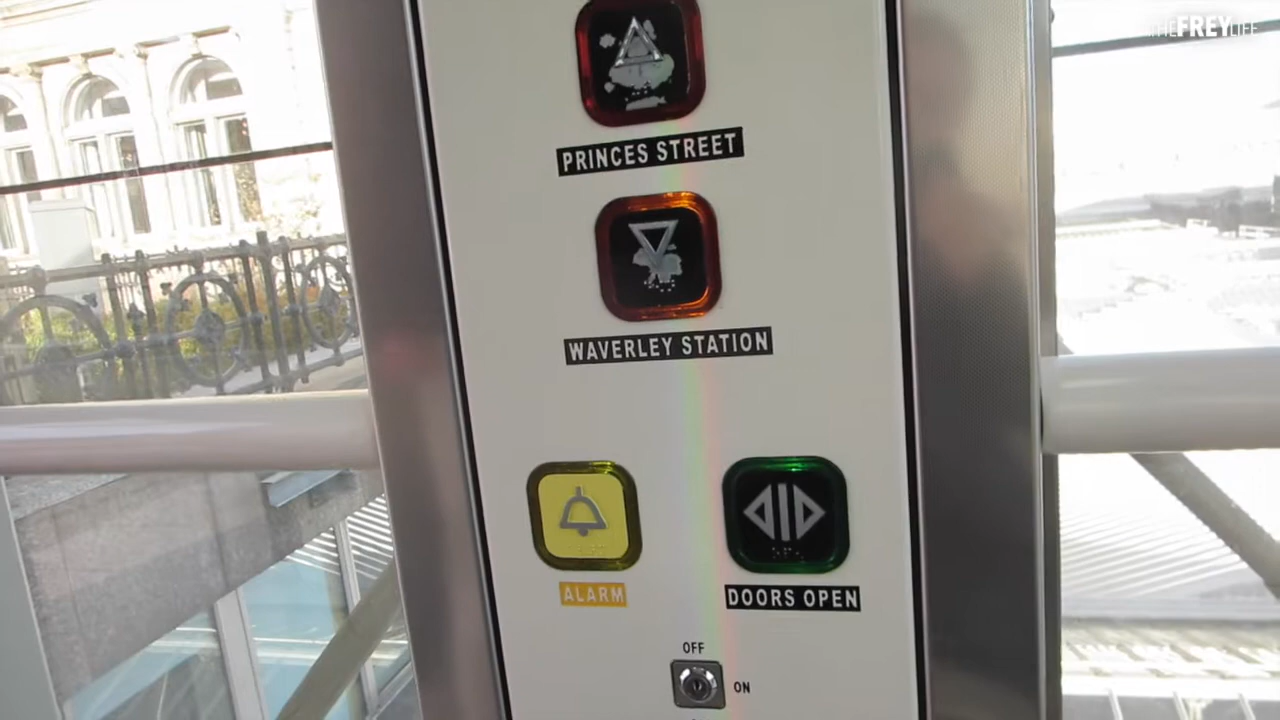 THEFREYLIFE
PRINCES STREET
WAVERLEY STATION
ALARM
DOORS OPEN
OFF
ON